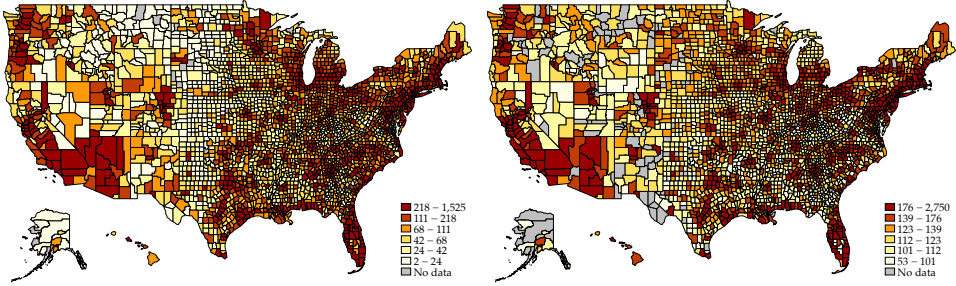 218 – 1,525
111 – 218
68 – 111
42 – 68
24 – 42
2 – 24
No data
176 – 2,750
139 – 176
123 – 139
112 – 123
101 – 112
53 – 101
No data